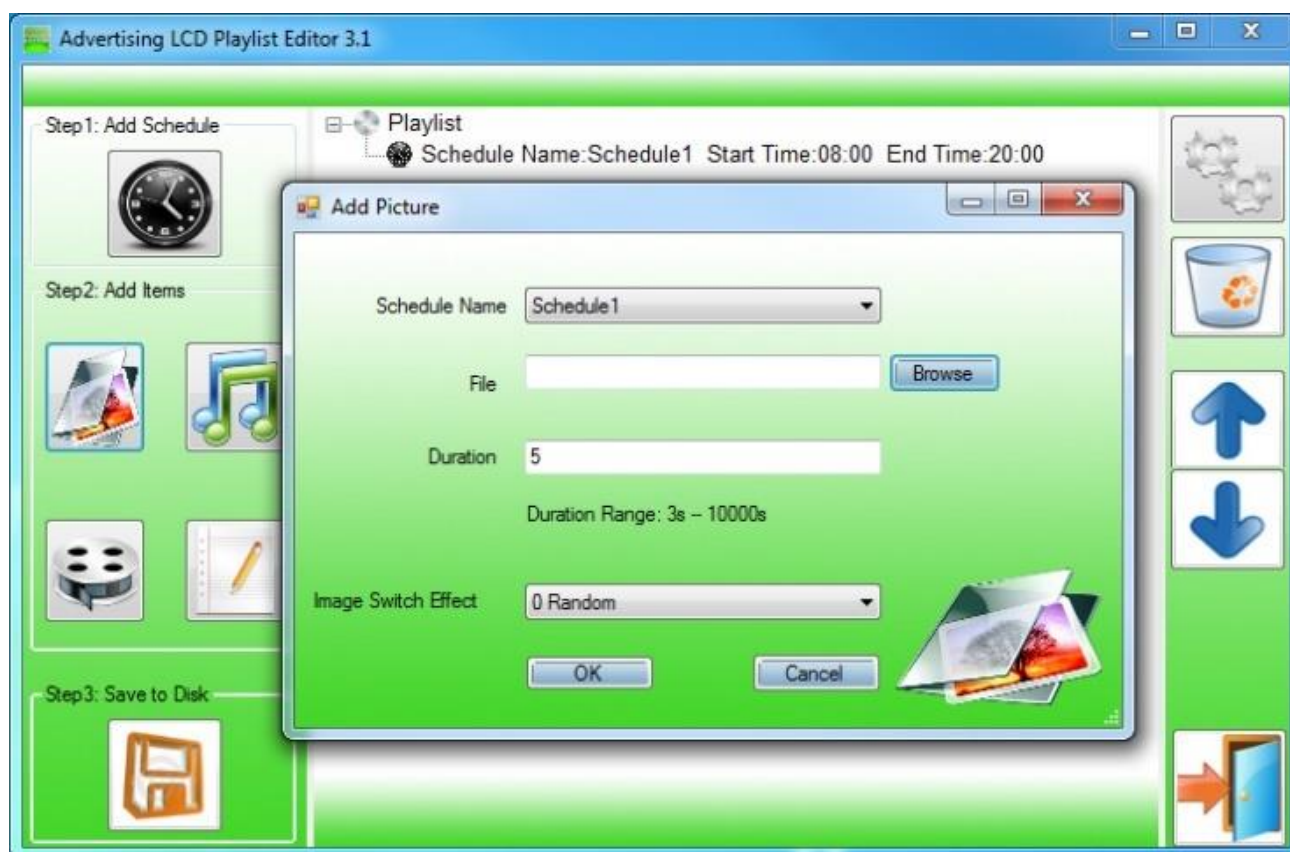 Advertising LCD Playlist Editor 3.1
Step1: Add Schedule
Playlist
Schedule Name:Schedule1 Start Time:08:00 End Time:20:00
Add Picture
Step2: Add Items
Schedule Name Schedule1
File Browse
Duration 5
Duration Range: 3s – 10000s
Image Switch Effect 0 Random
OK Cancel
Step3: Save to Disk